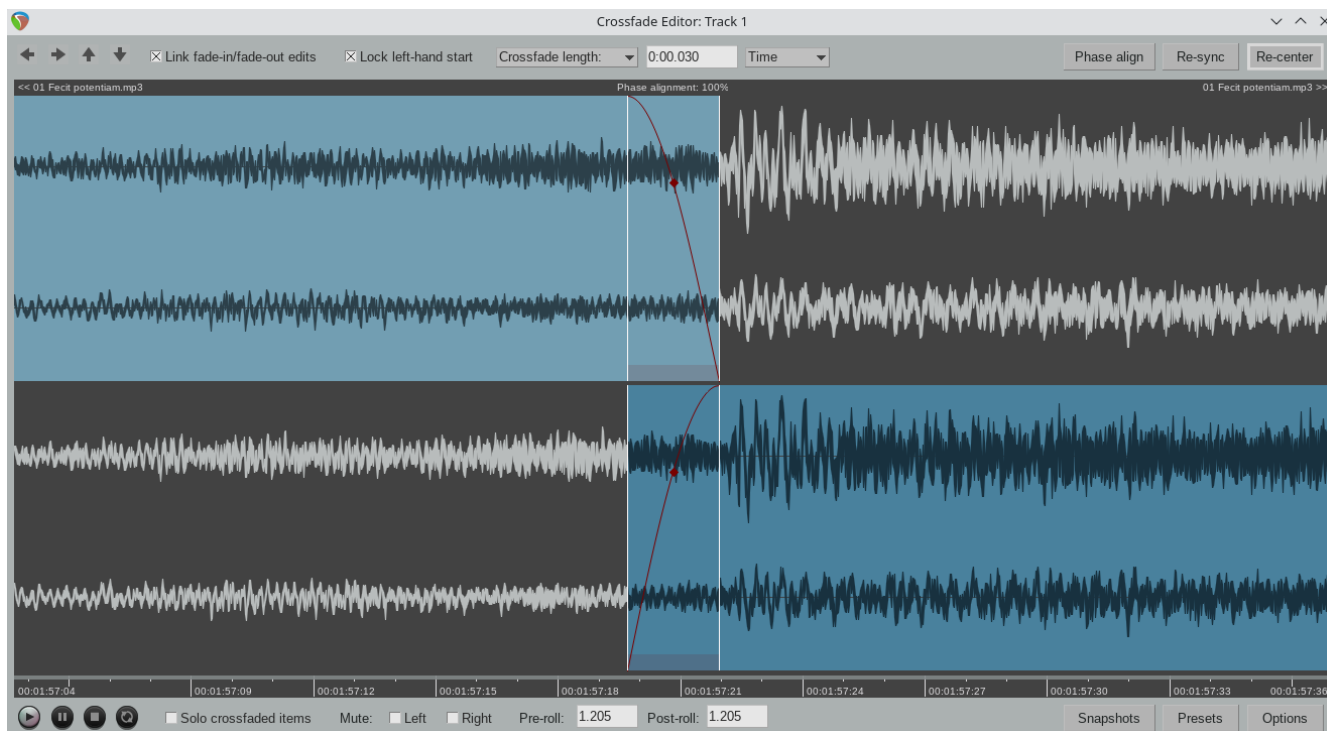 Crossfade Editor: Track 1
Link fade-in/fade-out edits Lock left-hand start Crossfade length: 0:00.030 Time Phase align Re-sync Re-center
<< 01 Fecit potentiam.mp3 Phase alignment: 100% 01 Fecit potentiam.mp3 >>
00:01:57:04 00:01:57:09 00:01:57:12 00:01:57:15 00:01:57:18 00:01:57:21 00:01:57:24 00:01:57:27 00:01:57:30 00:01:57:33 00:01:57:36
Solo crossfaded items Mute: Left Right Pre-roll: 1.205 Post-roll: 1.205 Snapshots Presets Options